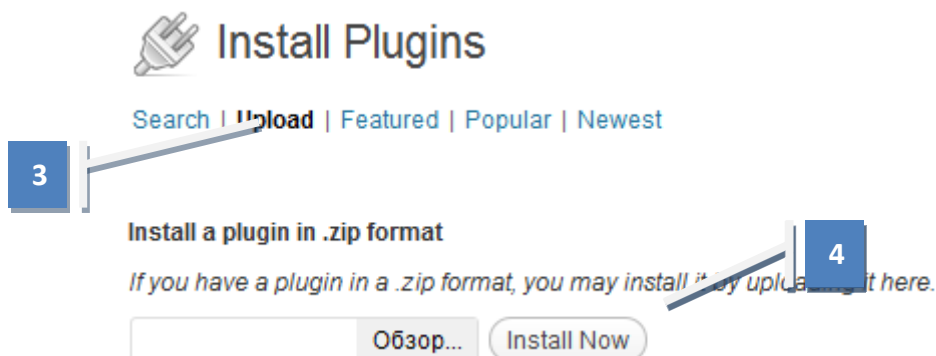 Install Plugins
Search | Upload | Featured | Popular | Newest
3
Install a plugin in .zip format
4
If you have a plugin in a .zip format, you may install it by uploading it here.
Обзор... Install Now